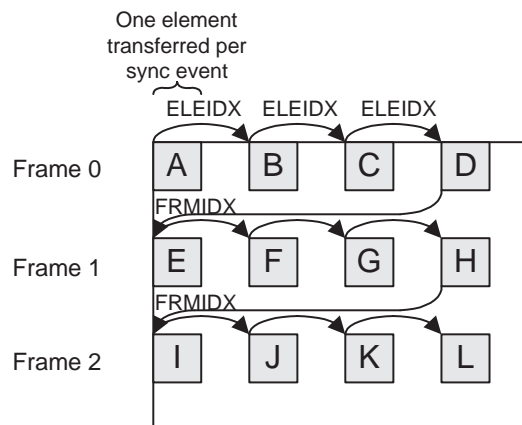 One element
transferred per
sync event
ELEIDX ELEIDX ELEIDX
Frame 0 A B C D
FRMIDX
Frame 1 E F G H
FRMIDX
Frame 2 I J K L